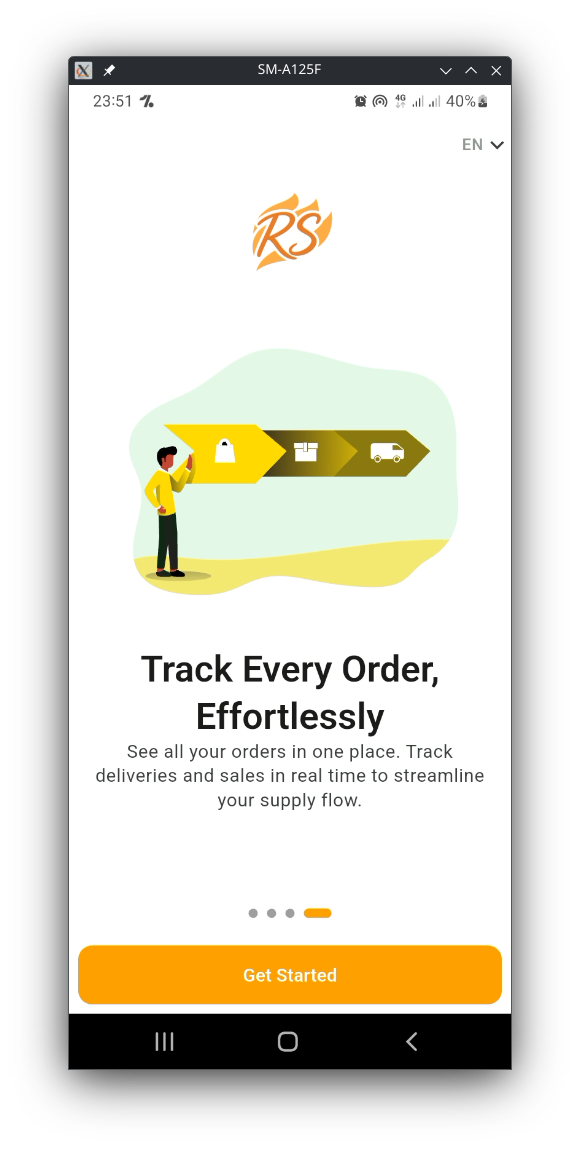 SM-A125F
23:51
4G
40%
EN
RS
Track Every Order,
Effortlessly
See all your orders in one place. Track
deliveries and sales in real time to streamline
your supply flow.
Get Started